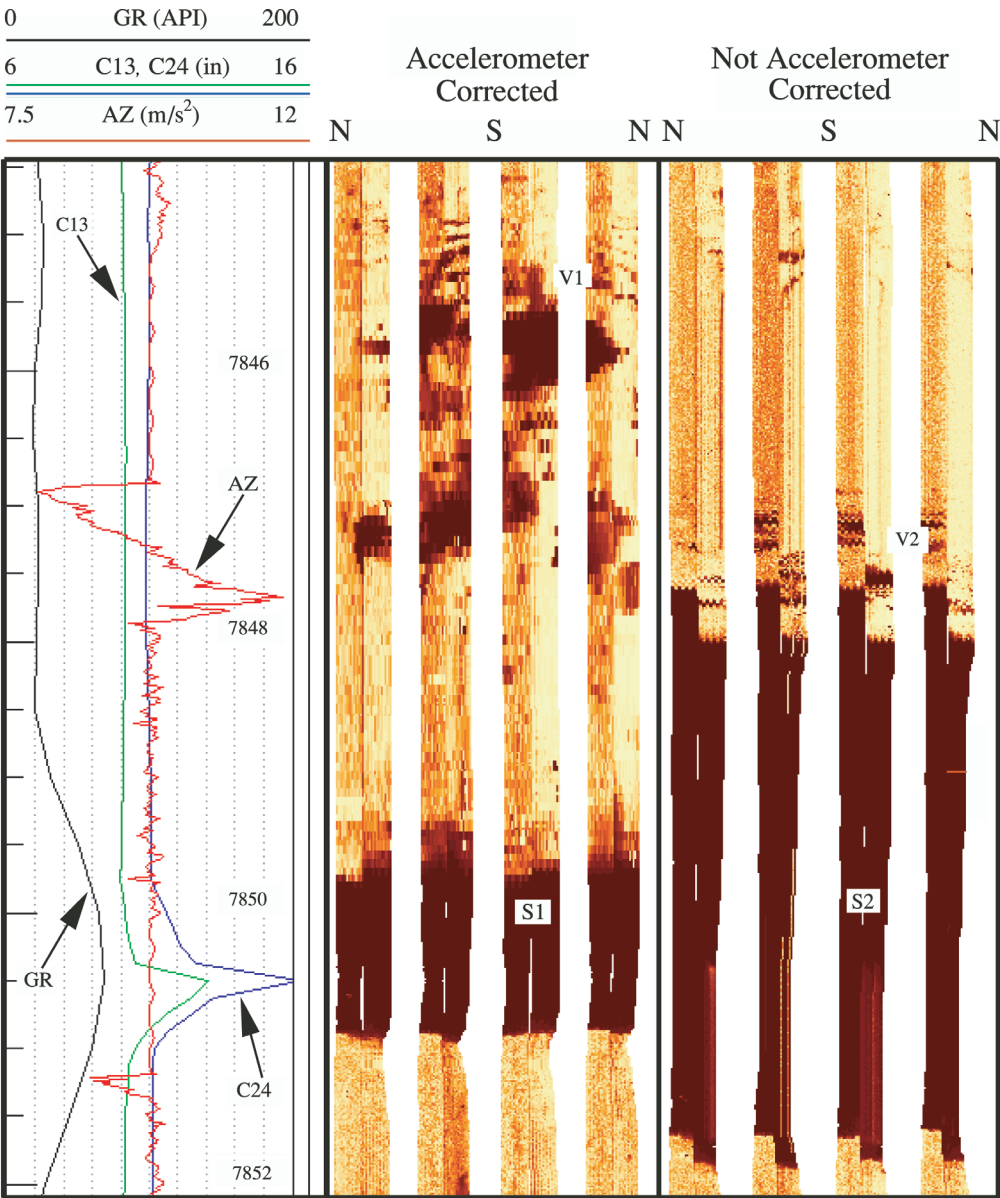 0 GR (API) 200
6 C13, C24 (in) 16
7.5 AZ (m/s²) 12
Accelerometer
Corrected
Not Accelerometer
Corrected
N S N N S N
C13
V1
7846
AZ
V2
7848
7850
S1
S2
GR
C24
7852